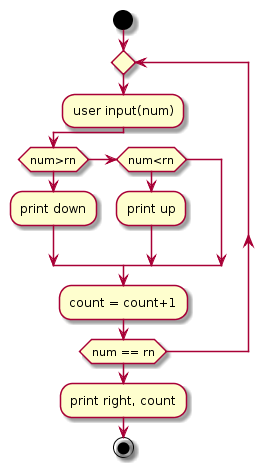 user input(num)
num>rn
num<rn
print down
print up
count = count+1
num == rn
print right, count